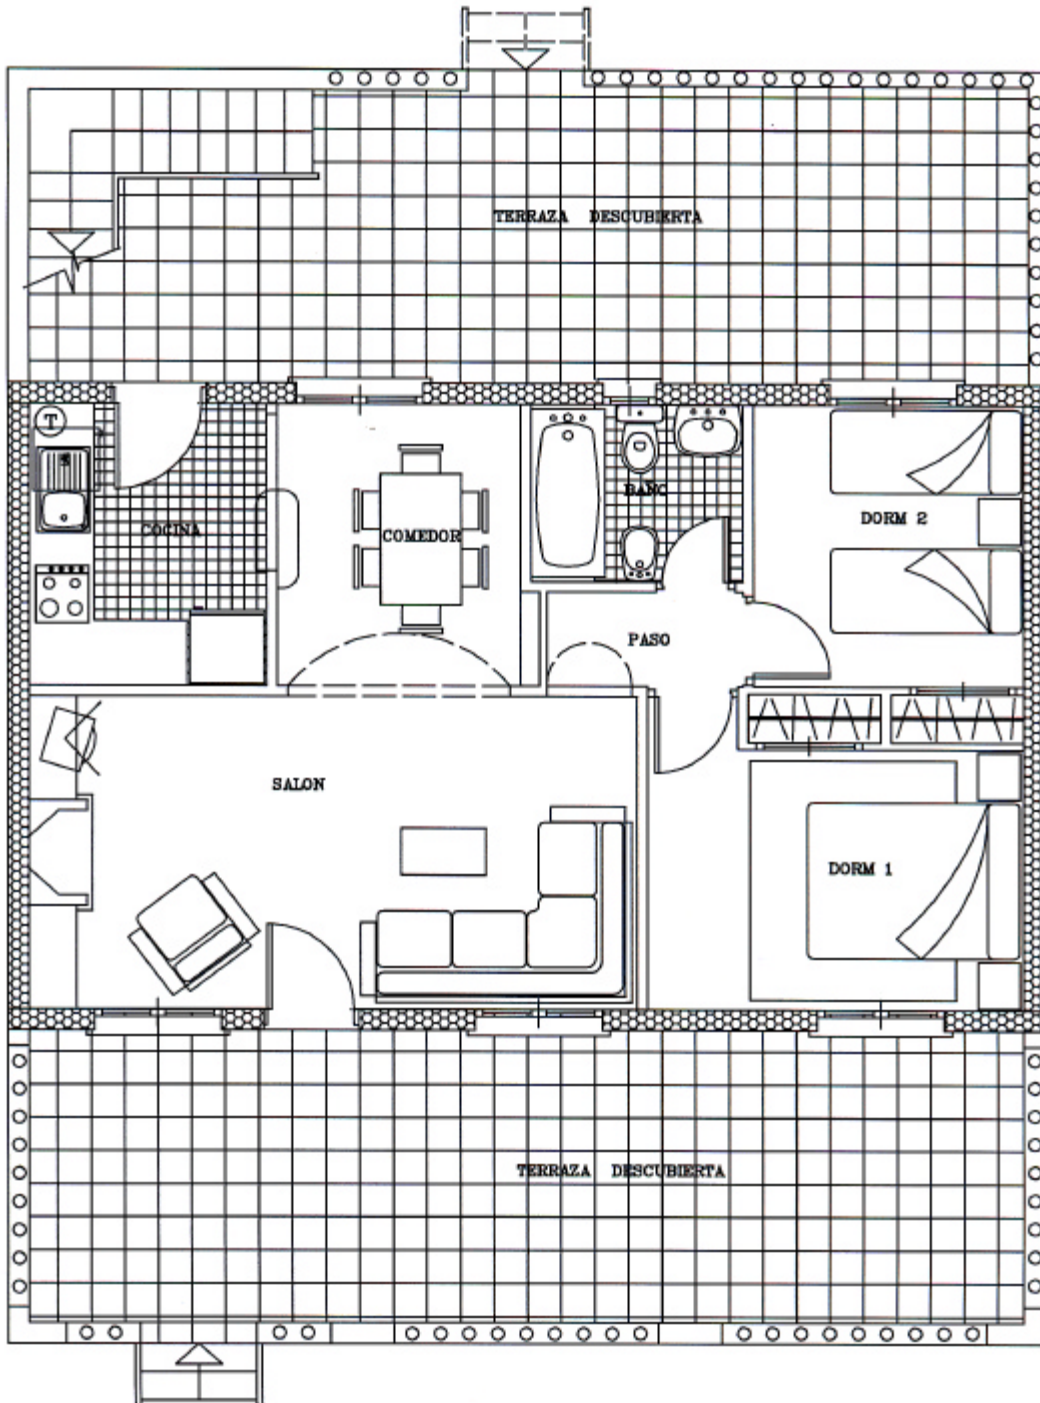 TERRAZA DESCUBIERTA
T
COCINA
COMEDOR
BAÑO
DORM 2
PASO
SALON
DORM 1
TERRAZA DESCUBIERTA